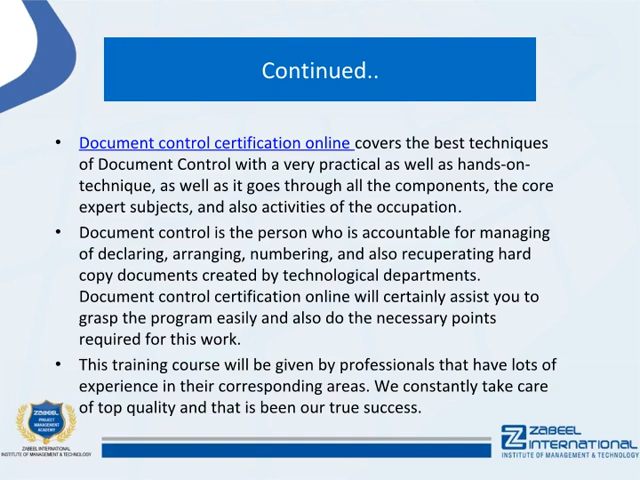 Continued..
• Document control certification online covers the best techniques
of Document Control with a very practical as well as hands-on-
technique, as well as it goes through all the components, the core
expert subjects, and also activities of the occupation.
• Document control is the person who is accountable for managing
of declaring, arranging, numbering, and also recuperating hard
copy documents created by technological departments.
Document control certification online will certainly assist you to
grasp the program easily and also do the necessary points
required for this work.
• This training course will be given by professionals that have lots of
experience in their corresponding areas. We constantly take care
of top quality and that is been our true success.
ZABEEL
PROJECT
MANAGEMENT
ACADEMY
ZABEEL INTERNATIONAL
INSTITUTE OF MANAGEMENT & TECHNOLOGY
ZABEEL
INTERNATIONAL
INSTITUTE OF MANAGEMENT & TECHNOLOGY